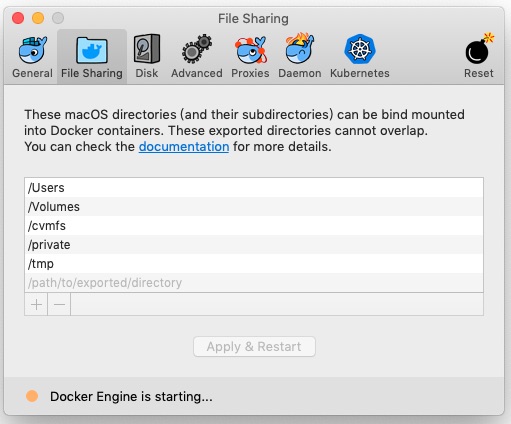 File Sharing
General
File Sharing
Disk
Advanced
Proxies
Daemon
Kubernetes
Reset
These macOS directories (and their subdirectories) can be bind mounted
into Docker containers. These exported directories cannot overlap.
You can check the documentation for more details.
/Users
/Volumes
/cvmfs
/private
/tmp
/path/to/exported/directory
+ −
Apply & Restart
Docker Engine is starting...